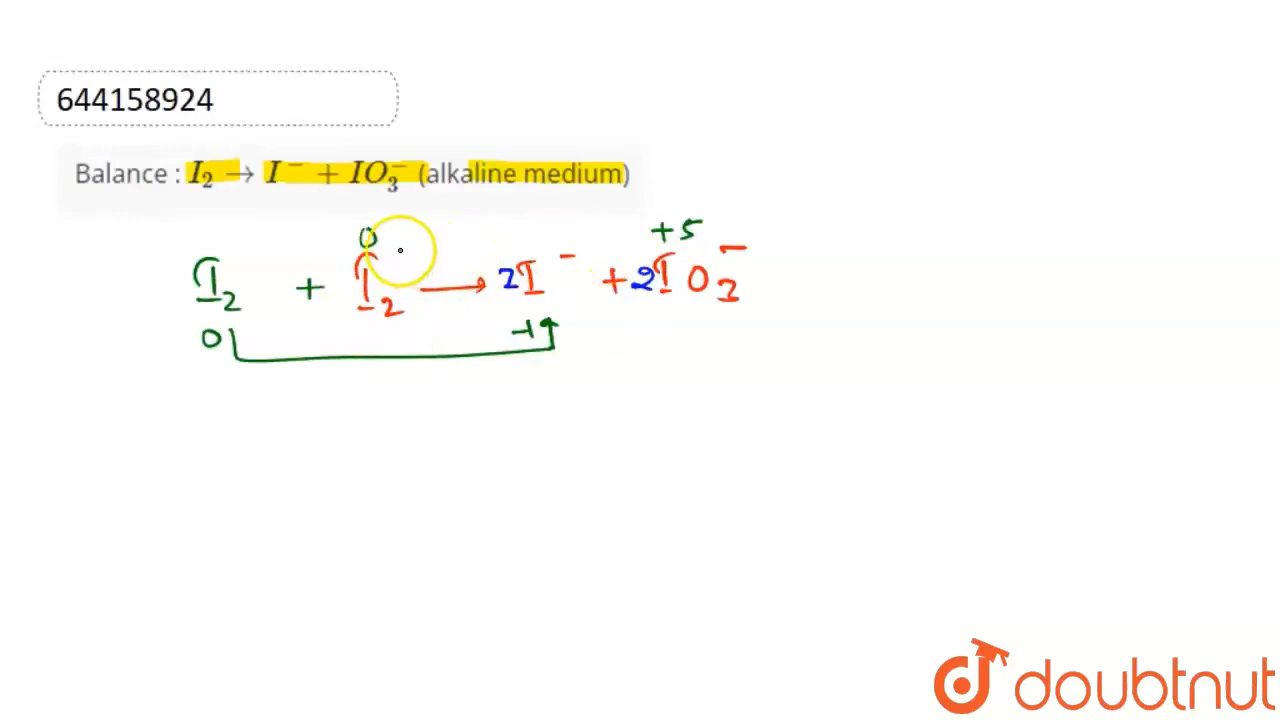 644158924
Balance : I₂ → I⁻ + IO₃⁻ (alkaline medium)
0 +5
I₂ + I₂ → 2I⁻ + 2IO₃⁻
0 -1
doubtnut